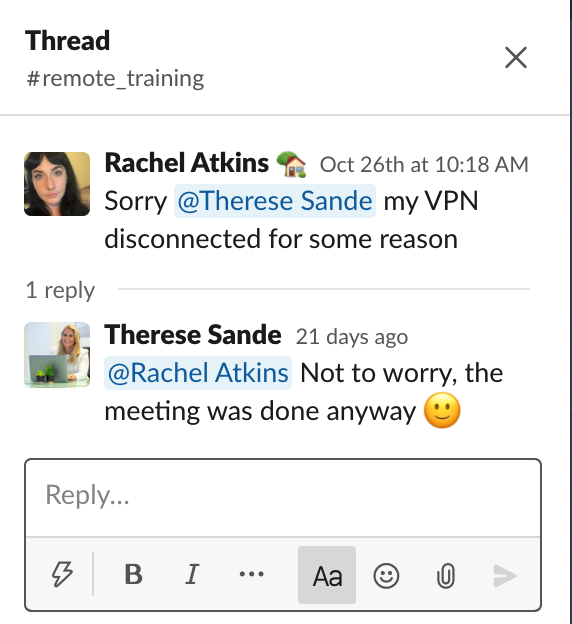 Thread
#remote_training
Rachel Atkins Oct 26th at 10:18 AM
Sorry @Therese Sande my VPN
disconnected for some reason
1 reply
Therese Sande 21 days ago
@Rachel Atkins Not to worry, the
meeting was done anyway
Reply...
B I Aa